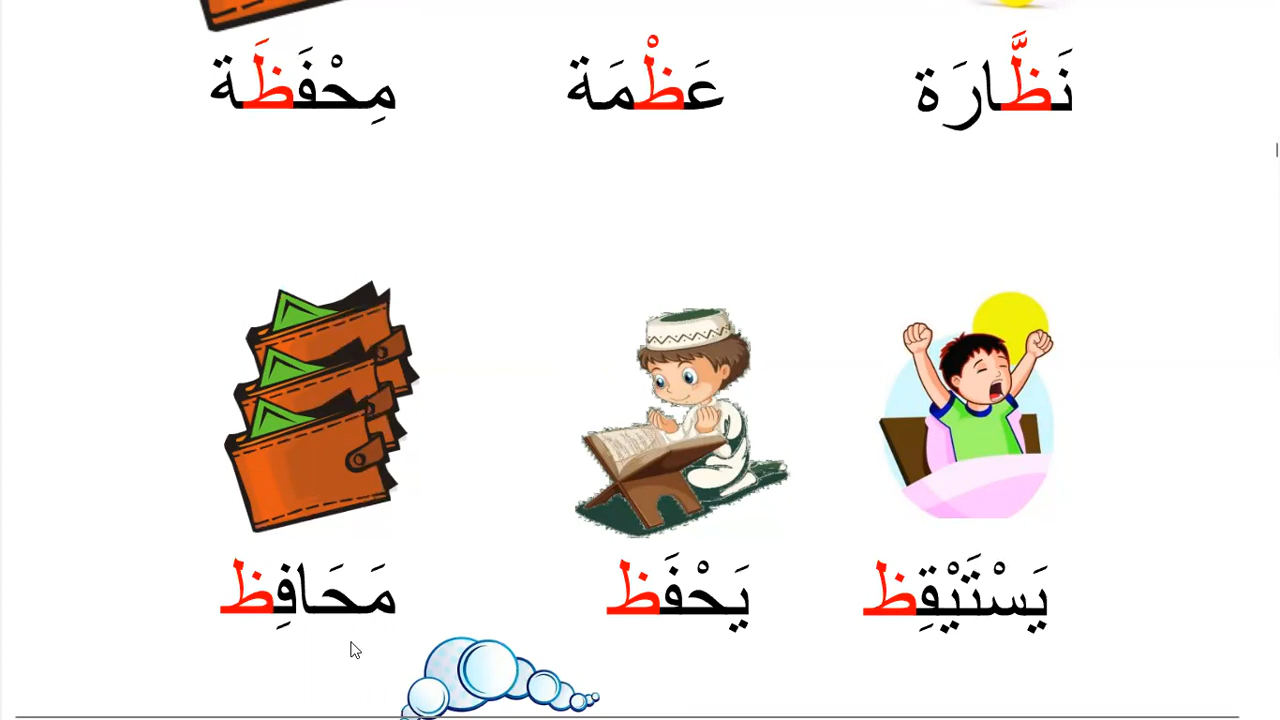 نَظَّارَة عَظْمَة مِحْفَظَة
يَسْتَيْقِظ يَحْفَظ مَحَافِظ